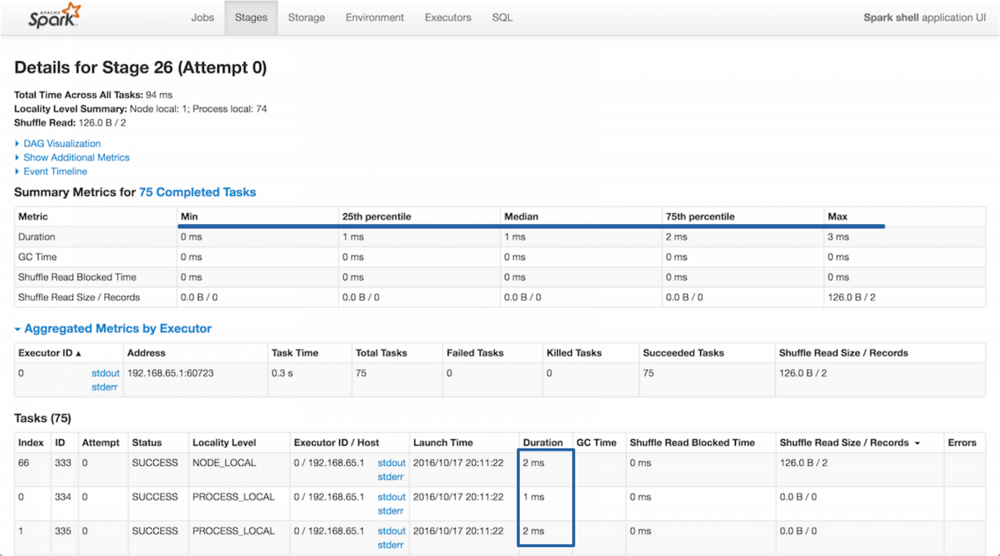 APACHE
Spark
Jobs Stages Storage Environment Executors SQL Spark shell application UI
Details for Stage 26 (Attempt 0)
Total Time Across All Tasks: 94 ms
Locality Level Summary: Node local: 1; Process local: 74
Shuffle Read: 126.0 B / 2
DAG Visualization
Show Additional Metrics
Event Timeline
Summary Metrics for 75 Completed Tasks
Metric Min 25th percentile Median 75th percentile Max
Duration 0 ms 1 ms 1 ms 2 ms 3 ms
GC Time 0 ms 0 ms 0 ms 0 ms 0 ms
Shuffle Read Blocked Time 0 ms 0 ms 0 ms 0 ms 0 ms
Shuffle Read Size / Records 0.0 B / 0 0.0 B / 0 0.0 B / 0 0.0 B / 0 126.0 B / 2
Aggregated Metrics by Executor
Executor ID ▲ Address Task Time Total Tasks Failed Tasks Killed Tasks Succeeded Tasks Shuffle Read Size / Records
0 stdout 192.168.65.1:60723 0.3 s 75 0 0 75 126.0 B / 2
stderr
Tasks (75)
Index ID Attempt Status Locality Level Executor ID / Host Launch Time Duration GC Time Shuffle Read Blocked Time Shuffle Read Size / Records Errors
66 333 0 SUCCESS NODE_LOCAL 0 / 192.168.65.1 stdout 2016/10/17 20:11:22 2 ms 0 ms 126.0 B / 2
stderr
0 334 0 SUCCESS PROCESS_LOCAL 0 / 192.168.65.1 stdout 2016/10/17 20:11:22 1 ms 0 ms 0.0 B / 0
stderr
1 335 0 SUCCESS PROCESS_LOCAL 0 / 192.168.65.1 stdout 2016/10/17 20:11:22 2 ms 0 ms 0.0 B / 0
stderr